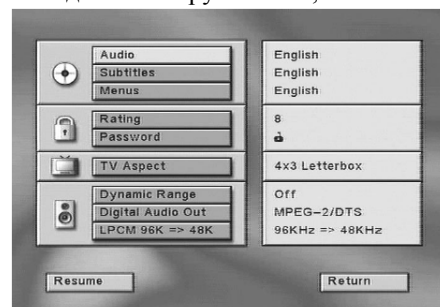 Audio English
Subtitles English
Menus English
Rating 8
Password
TV Aspect 4x3 Letterbox
Dynamic Range Off
Digital Audio Out MPEG-2/DTS
LPCM 96K => 48K 96KHz => 48KHz
Resume Return